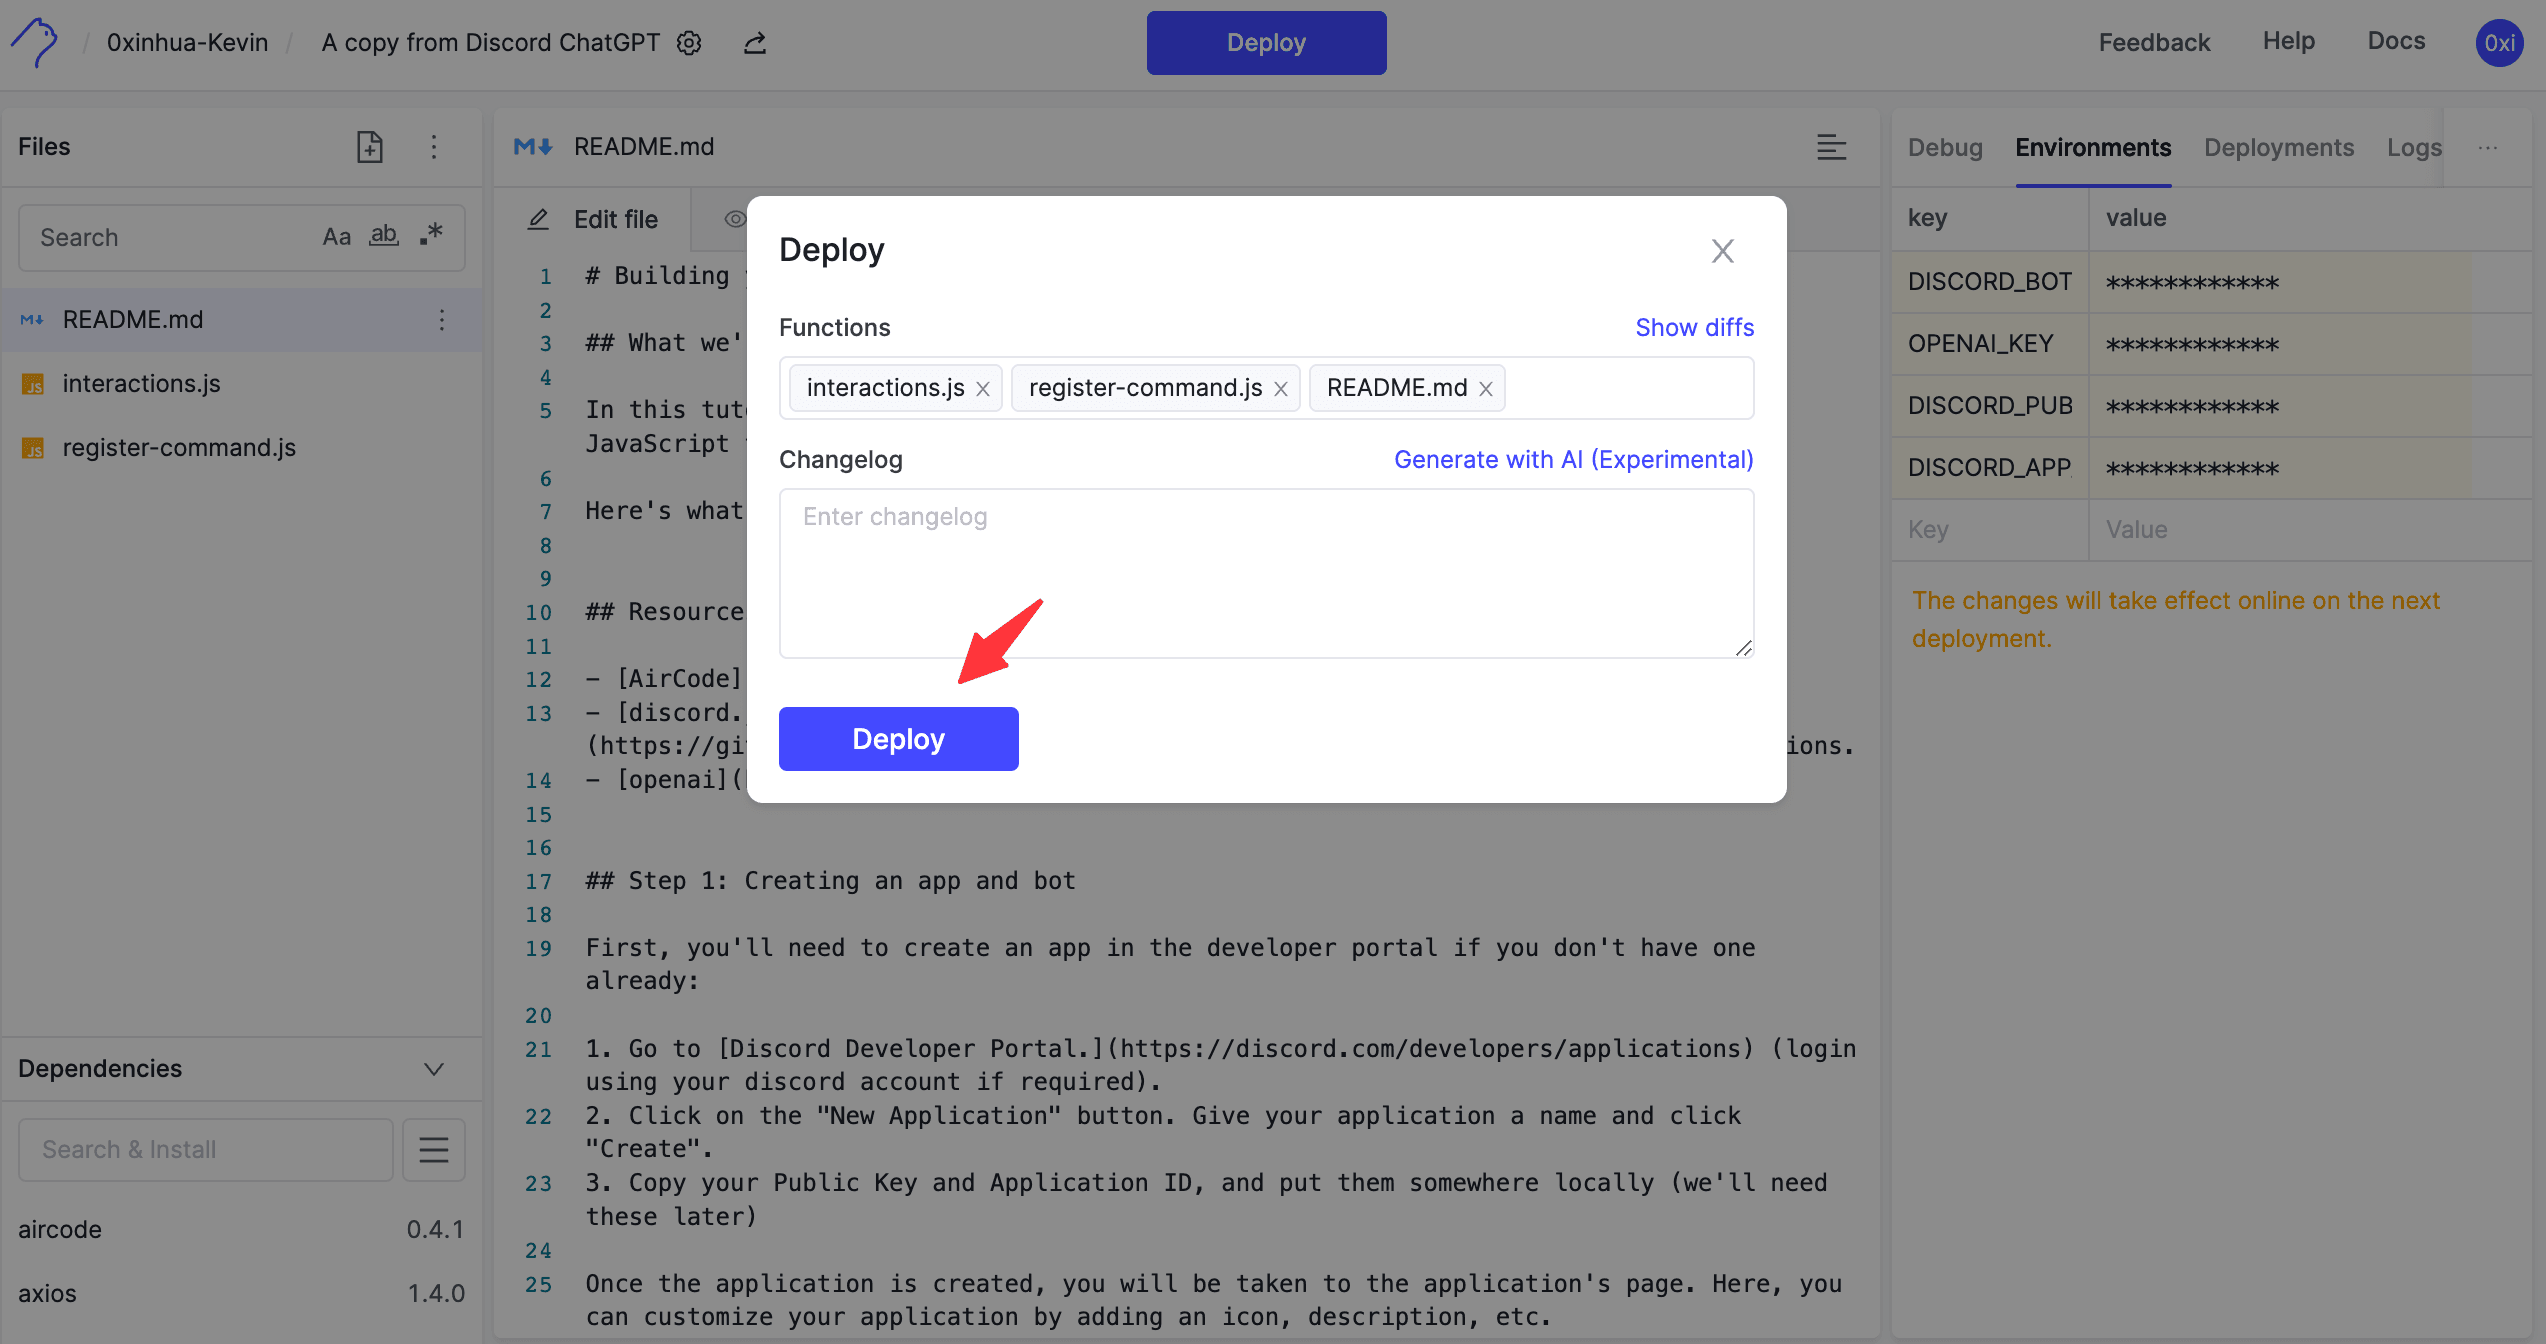 / 0xinhua-Kevin / A copy from Discord ChatGPT
Deploy
Feedback Help Docs 0xi
Files
Search Aa ab .*
README.md
interactions.js
register-command.js
Dependencies
Search & Install
aircode 0.4.1
axios 1.4.0
README.md
Edit file
1 # Building
2
3 ## What we'
4
5 In this tut
JavaScript
6
7 Here's what
8
9
10 ## Resource
11
12 - [AirCode]
13 - [discord.
(https://gi ions.
14 - [openai](
15
16
17 ## Step 1: Creating an app and bot
18
19 First, you'll need to create an app in the developer portal if you don't have one
already:
20
21 1. Go to [Discord Developer Portal.](https://discord.com/developers/applications) (login
using your discord account if required).
22 2. Click on the "New Application" button. Give your application a name and click
"Create".
23 3. Copy your Public Key and Application ID, and put them somewhere locally (we'll need
these later)
24
25 Once the application is created, you will be taken to the application's page. Here, you
can customize your application by adding an icon, description, etc.
Deploy
Functions Show diffs
interactions.js register-command.js README.md
Changelog Generate with AI (Experimental)
Enter changelog
Deploy
Debug Environments Deployments Logs ...
key value
DISCORD_BOT ************
OPENAI_KEY ************
DISCORD_PUB ************
DISCORD_APP ************
Key Value
The changes will take effect online on the next
deployment.